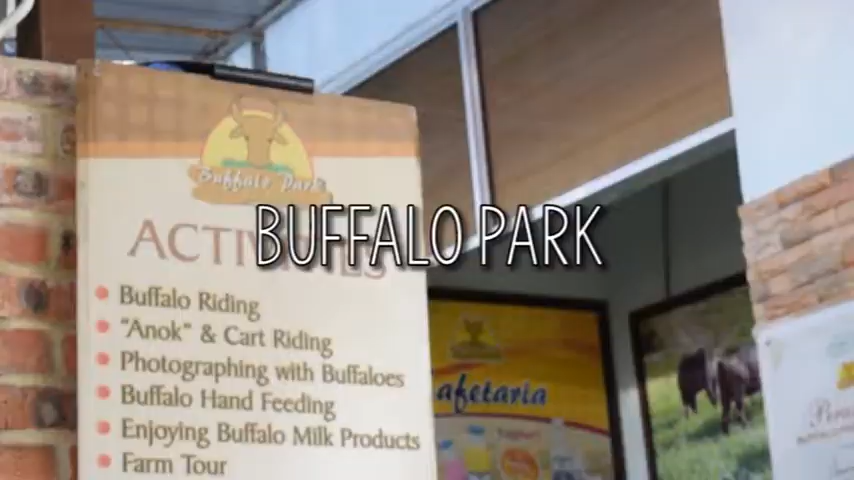 Buffalo Park
ACTIVITIES
BUFFALO PARK
Buffalo Riding
"Anok" & Cart Riding
Photographing with Buffaloes
Buffalo Hand Feeding
Enjoying Buffalo Milk Products
Farm Tour
afetaria